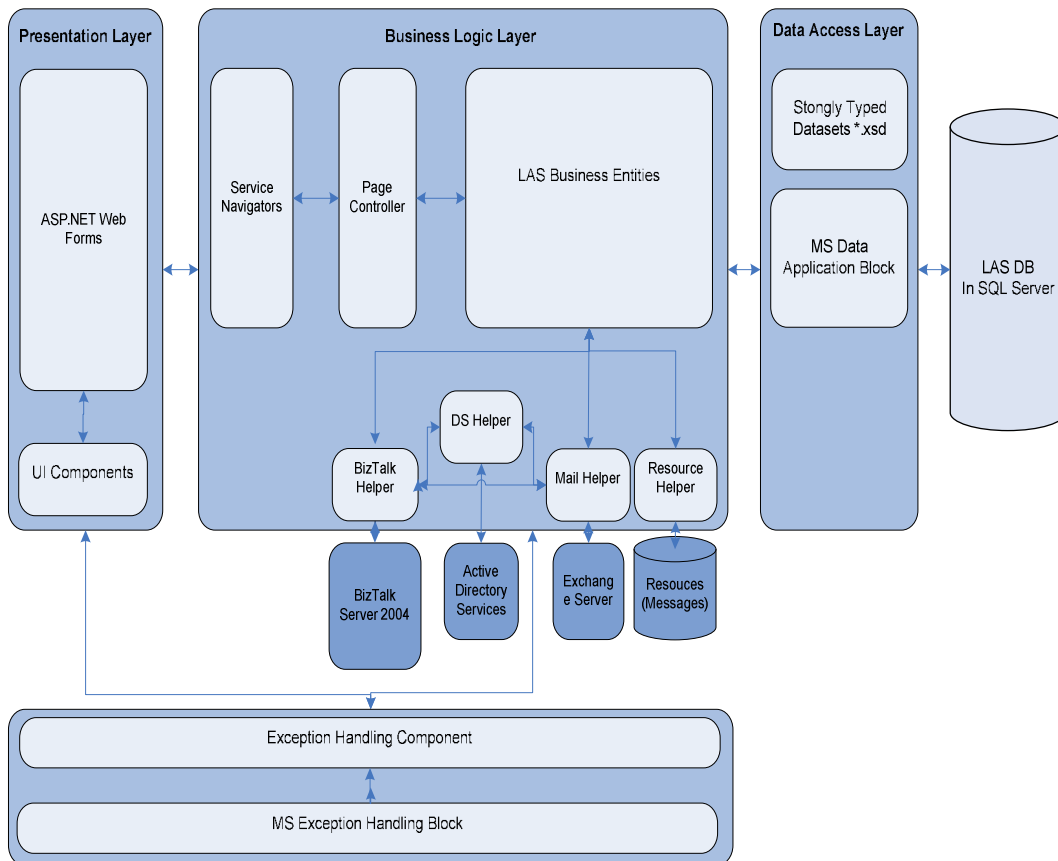 Presentation Layer
Business Logic Layer
Data Access Layer
ASP.NET Web
Forms
UI Components
Service
Navigators
Page
Controller
LAS Business Entities
Stongly Typed
Datasets *.xsd
MS Data
Application Block
LAS DB
In SQL Server
DS Helper
BizTalk
Helper
Mail Helper
Resource
Helper
BizTalk
Server 2004
Active
Directory
Services
Exchang
e Server
Resouces
(Messages)
Exception Handling Component
MS Exception Handling Block